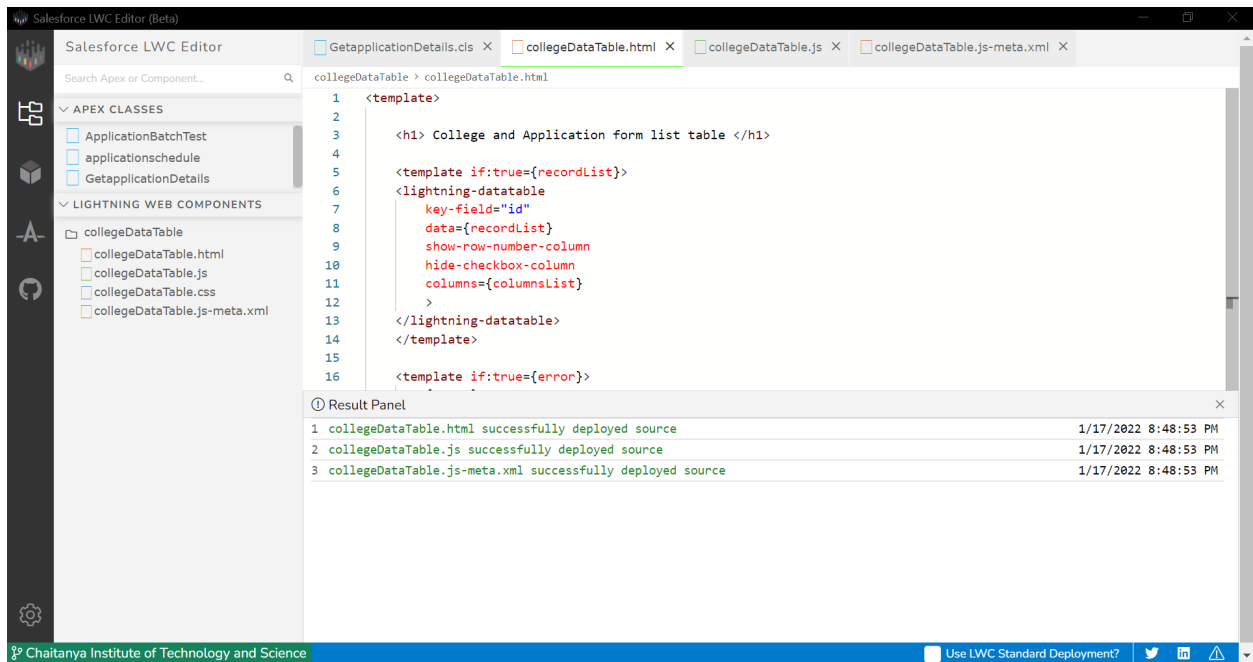 Salesforce LWC Editor (Beta)
Salesforce LWC Editor
Search Apex or Component...
APEX CLASSES
ApplicationBatchTest
applicationschedule
GetapplicationDetails
LIGHTNING WEB COMPONENTS
collegeDataTable
collegeDataTable.html
collegeDataTable.js
collegeDataTable.css
collegeDataTable.js-meta.xml
GetapplicationDetails.cls collegeDataTable.html collegeDataTable.js collegeDataTable.js-meta.xml
collegeDataTable > collegeDataTable.html
1 <template>
2
3 <h1> College and Application form list table </h1>
4
5 <template if:true={recordList}>
6 <lightning-datatable
7 key-field="id"
8 data={recordList}
9 show-row-number-column
10 hide-checkbox-column
11 columns={columnsList}
12 >
13 </lightning-datatable>
14 </template>
15
16 <template if:true={error}>
Result Panel
1 collegeDataTable.html successfully deployed source 1/17/2022 8:48:53 PM
2 collegeDataTable.js successfully deployed source 1/17/2022 8:48:53 PM
3 collegeDataTable.js-meta.xml successfully deployed source 1/17/2022 8:48:53 PM
Chaitanya Institute of Technology and Science
Use LWC Standard Deployment?